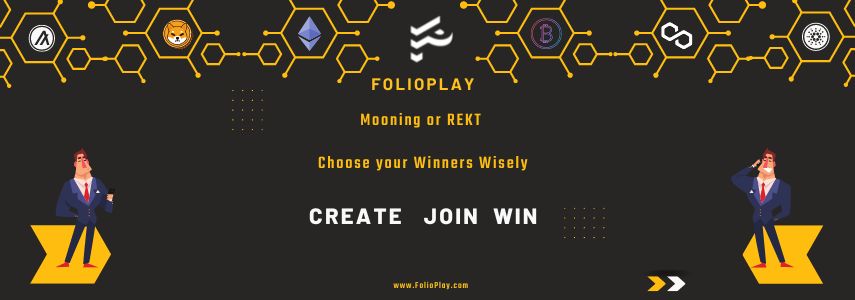 FOLIOPLAY
Mooning or REKT
Choose your Winners Wisely
CREATE JOIN WIN
www.FolioPlay.com